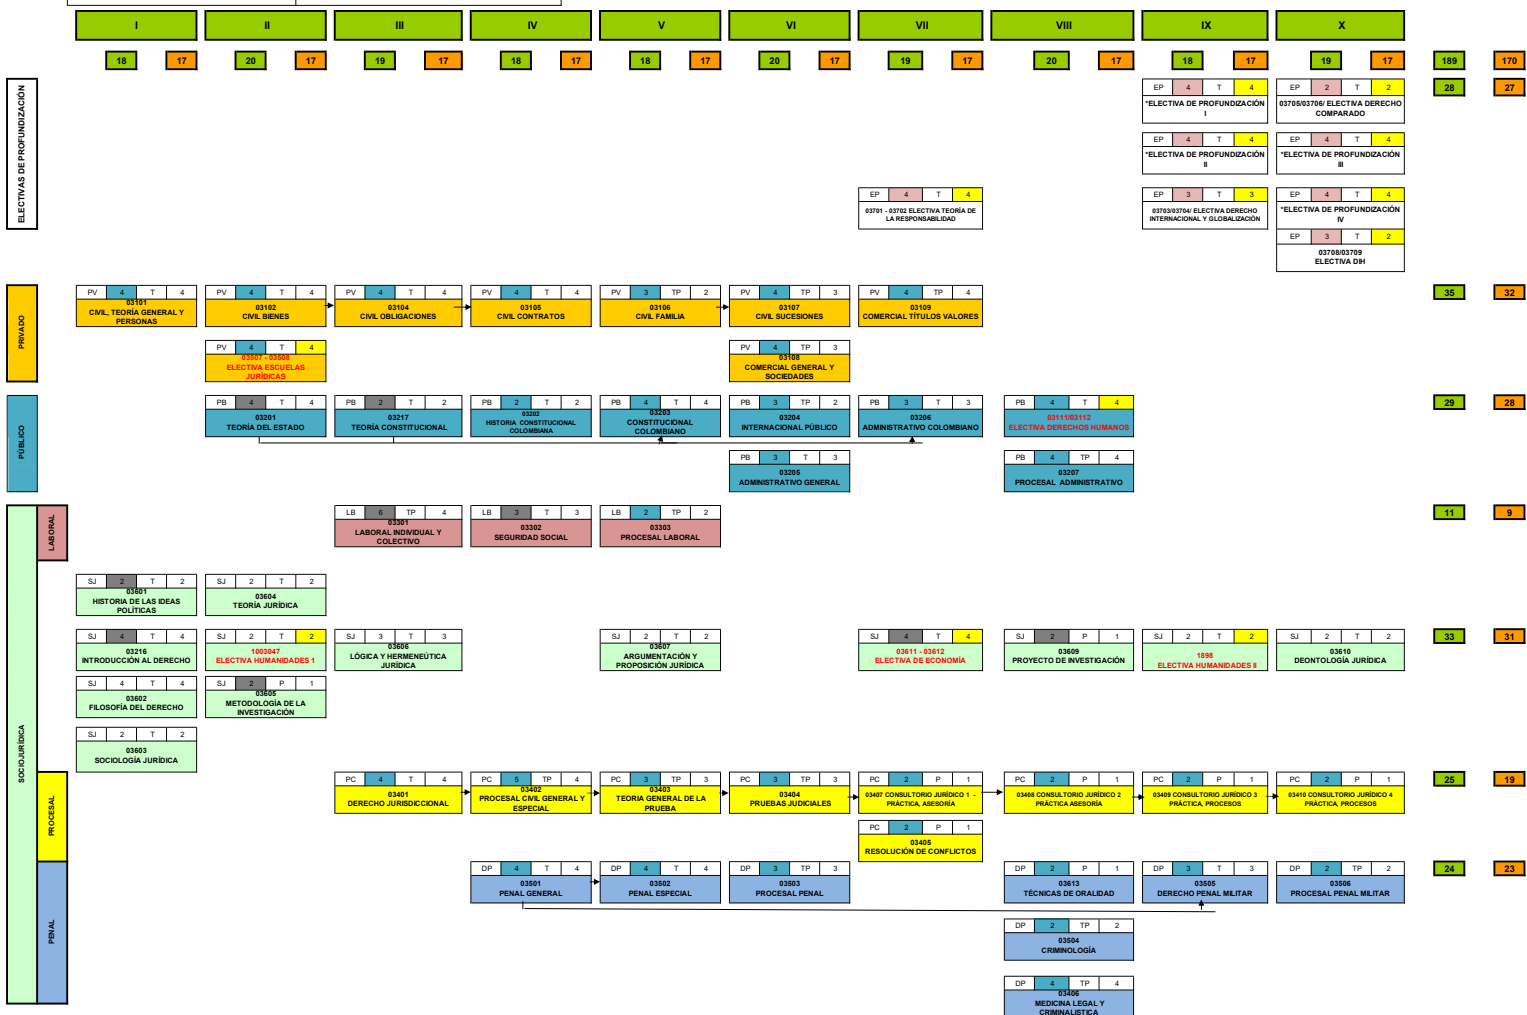 I II III IV V VI VII VIII IX X
18 17 20 17 19 17 18 17 18 17 20 17 19 17 20 17 18 17 19 17 189 170
ELECTIVAS DE PROFUNDIZACIÓN
EP 4 T 4 EP 2 T 2 28 27
*ELECTIVA DE PROFUNDIZACIÓN
I
03705/03706/ ELECTIVA DERECHO
COMPARADO
EP 4 T 4 EP 4 T 4
*ELECTIVA DE PROFUNDIZACIÓN
II
*ELECTIVA DE PROFUNDIZACIÓN
III
EP 4 T 4 EP 3 T 3 EP 4 T 4
03701 - 03702 ELECTIVA TEORÍA DE
LA RESPONSABILIDAD
03703/03704/ ELECTIVA DERECHO
INTERNACIONAL Y GLOBALIZACIÓN
*ELECTIVA DE PROFUNDIZACIÓN
IV
EP 3 T 2
03708/03709
ELECTIVA DIH
PRIVADO
PV 4 T 4 PV 4 T 4 PV 4 T 4 PV 4 T 4 PV 3 TP 2 PV 4 TP 3 PV 4 TP 4 35 32
03101
CIVIL, TEORÍA GENERAL Y
PERSONAS
03102
CIVIL BIENES
03104
CIVIL OBLIGACIONES
03105
CIVIL CONTRATOS
03106
CIVIL FAMILIA
03107
CIVIL SUCESIONES
03109
COMERCIAL TÍTULOS VALORES
PV 4 T 4 PV 4 TP 3
03507 - 03508
ELECTIVA ESCUELAS
JURÍDICAS
03108
COMERCIAL GENERAL Y
SOCIEDADES
PÚBLICO
PB 4 T 4 PB 2 T 2 PB 2 T 2 PB 4 T 4 PB 3 TP 2 PB 3 T 3 PB 4 T 4 29 28
03201
TEORÍA DEL ESTADO
03217
TEORÍA CONSTITUCIONAL
03202
HISTORIA CONSTITUCIONAL
COLOMBIANA
03203
CONSTITUCIONAL
COLOMBIANO
03204
INTERNACIONAL PÚBLICO
03206
ADMINISTRATIVO COLOMBIANO
03111/03112
ELECTIVA DERECHOS HUMANOS
PB 3 T 3 PB 4 TP 4
03205
ADMINISTRATIVO GENERAL
03207
PROCESAL ADMINISTRATIVO
SOCIOJURÍDICA
LABORAL
LB 6 TP 4 LB 3 T 3 LB 2 TP 2 11 9
03301
LABORAL INDIVIDUAL Y
COLECTIVO
03302
SEGURIDAD SOCIAL
03303
PROCESAL LABORAL
SJ 2 T 2 SJ 2 T 2
03601
HISTORIA DE LAS IDEAS
POLÍTICAS
03604
TEORÍA JURÍDICA
SJ 4 T 4 SJ 2 T 2 SJ 3 T 3 SJ 2 T 2 SJ 4 T 4 SJ 2 P 1 SJ 2 T 2 SJ 2 T 2 33 31
03216
INTRODUCCIÓN AL DERECHO
1003047
ELECTIVA HUMANIDADES 1
03606
LÓGICA Y HERMENEÚTICA
JURÍDICA
03607
ARGUMENTACIÓN Y
PROPOSICIÓN JURÍDICA
03611 - 03612
ELECTIVA DE ECONOMÍA
03609
PROYECTO DE INVESTIGACIÓN
1898
ELECTIVA HUMANIDADES II
03610
DEONTOLOGÍA JURÍDICA
SJ 4 T 4 SJ 2 P 1
03602
FILOSOFÍA DEL DERECHO
03605
METODOLOGÍA DE LA
INVESTIGACIÓN
SJ 2 T 2
03603
SOCIOLOGÍA JURÍDICA
PROCESAL
PC 4 T 4 PC 5 TP 4 PC 3 TP 3 PC 3 TP 3 PC 2 P 1 PC 2 P 1 PC 2 P 1 PC 2 P 1 25 19
03401
DERECHO JURISDICCIONAL
03402
PROCESAL CIVIL GENERAL Y
ESPECIAL
03403
TEORIA GENERAL DE LA
PRUEBA
03404
PRUEBAS JUDICIALES
03407 CONSULTORIO JURÍDICO 1 -
PRÁCTICA, ASESORÍA
03408 CONSULTORIO JURÍDICO 2
PRÁCTICA ASESORÍA
03409 CONSULTORIO JURÍDICO 3
PRÁCTICA, PROCESOS
03410 CONSULTORIO JURÍDICO 4
PRÁCTICA, PROCESOS
PC 2 P 1
03405
RESOLUCIÓN DE CONFLICTOS
PENAL
DP 4 T 4 DP 4 T 4 DP 3 TP 3 DP 2 P 1 DP 3 T 3 DP 2 TP 2 24 23
03501
PENAL GENERAL
03502
PENAL ESPECIAL
03503
PROCESAL PENAL
03613
TÉCNICAS DE ORALIDAD
03505
DERECHO PENAL MILITAR
03506
PROCESAL PENAL MILITAR
DP 2 TP 2
03504
CRIMINOLOGÍA
DP 4 TP 4
03406
MEDICINA LEGAL Y
CRIMINALISTICA